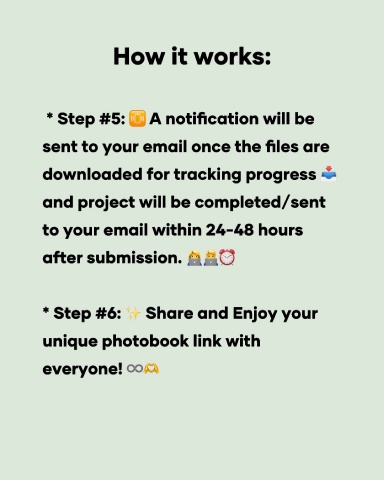 How it works:
* Step #5: 🔂 A notification will be
sent to your email once the files are
downloaded for tracking progress 📥
and project will be completed/sent
to your email within 24-48 hours
after submission. 👩‍💻👨‍💻⏰
* Step #6: ✨ Share and Enjoy your
unique photobook link with
everyone! ♾️🫶